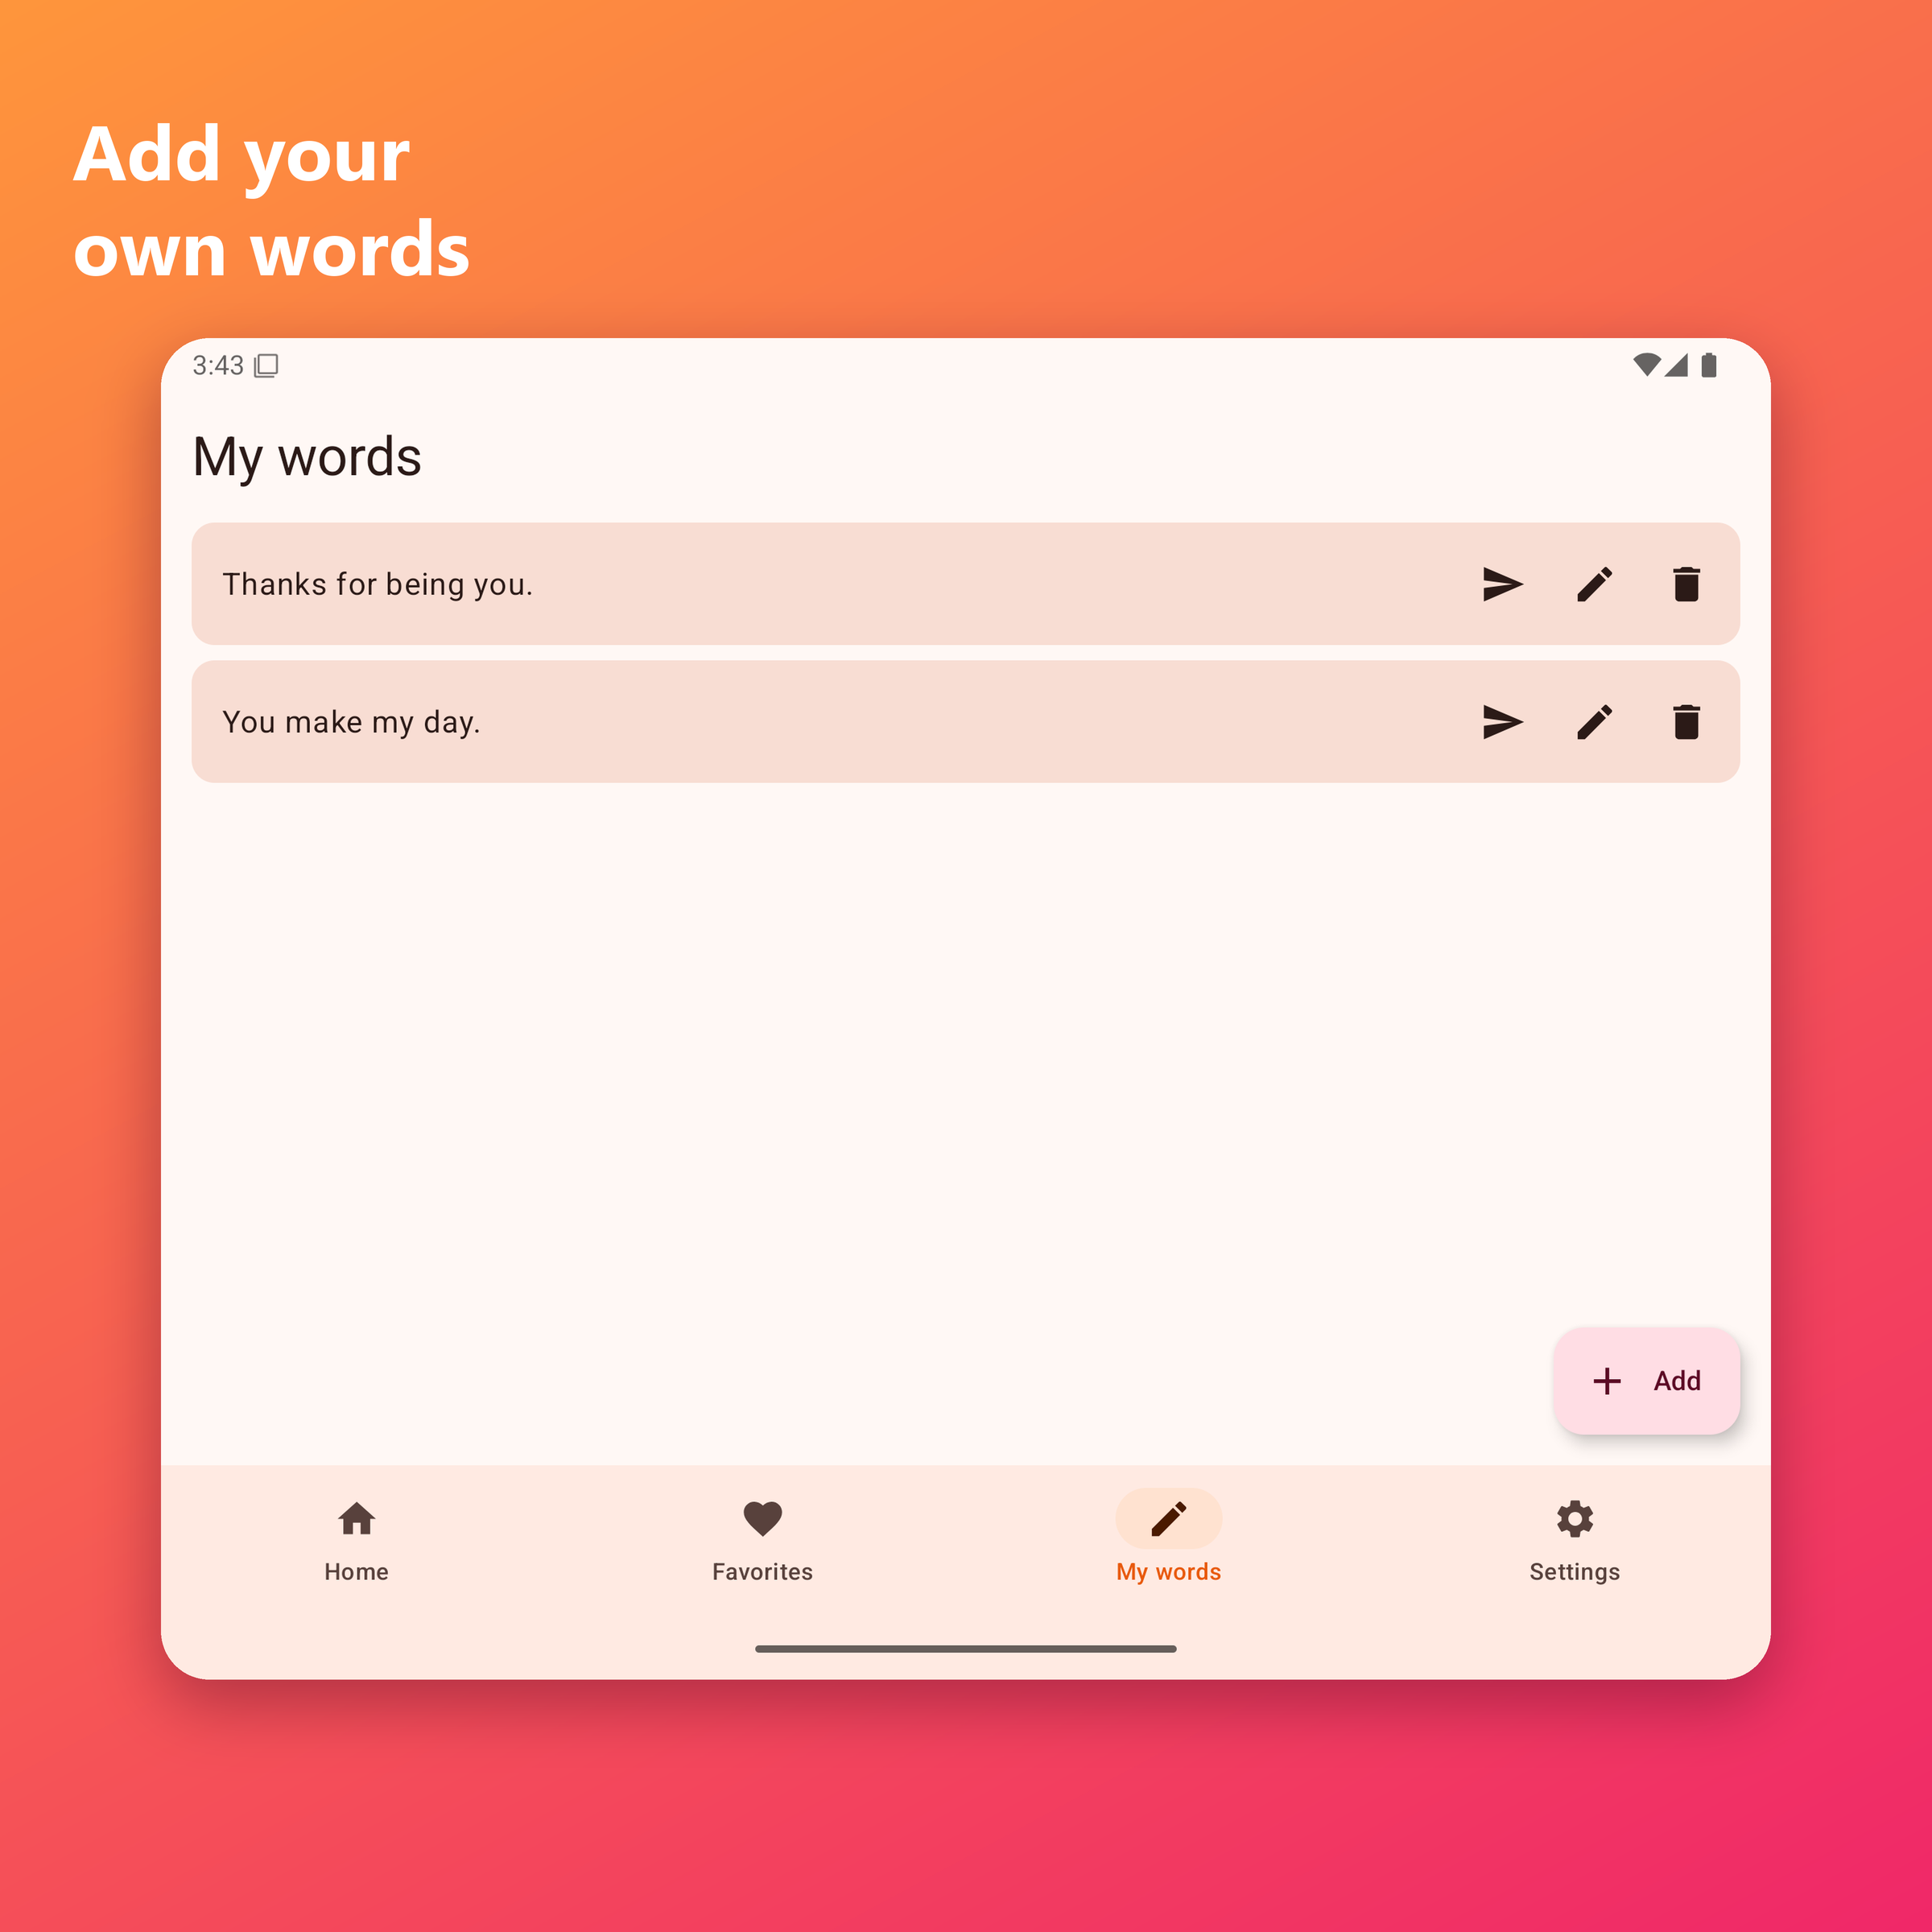 Add your
own words
3:43
My words
Thanks for being you.
You make my day.
Add
Home
Favorites
My words
Settings